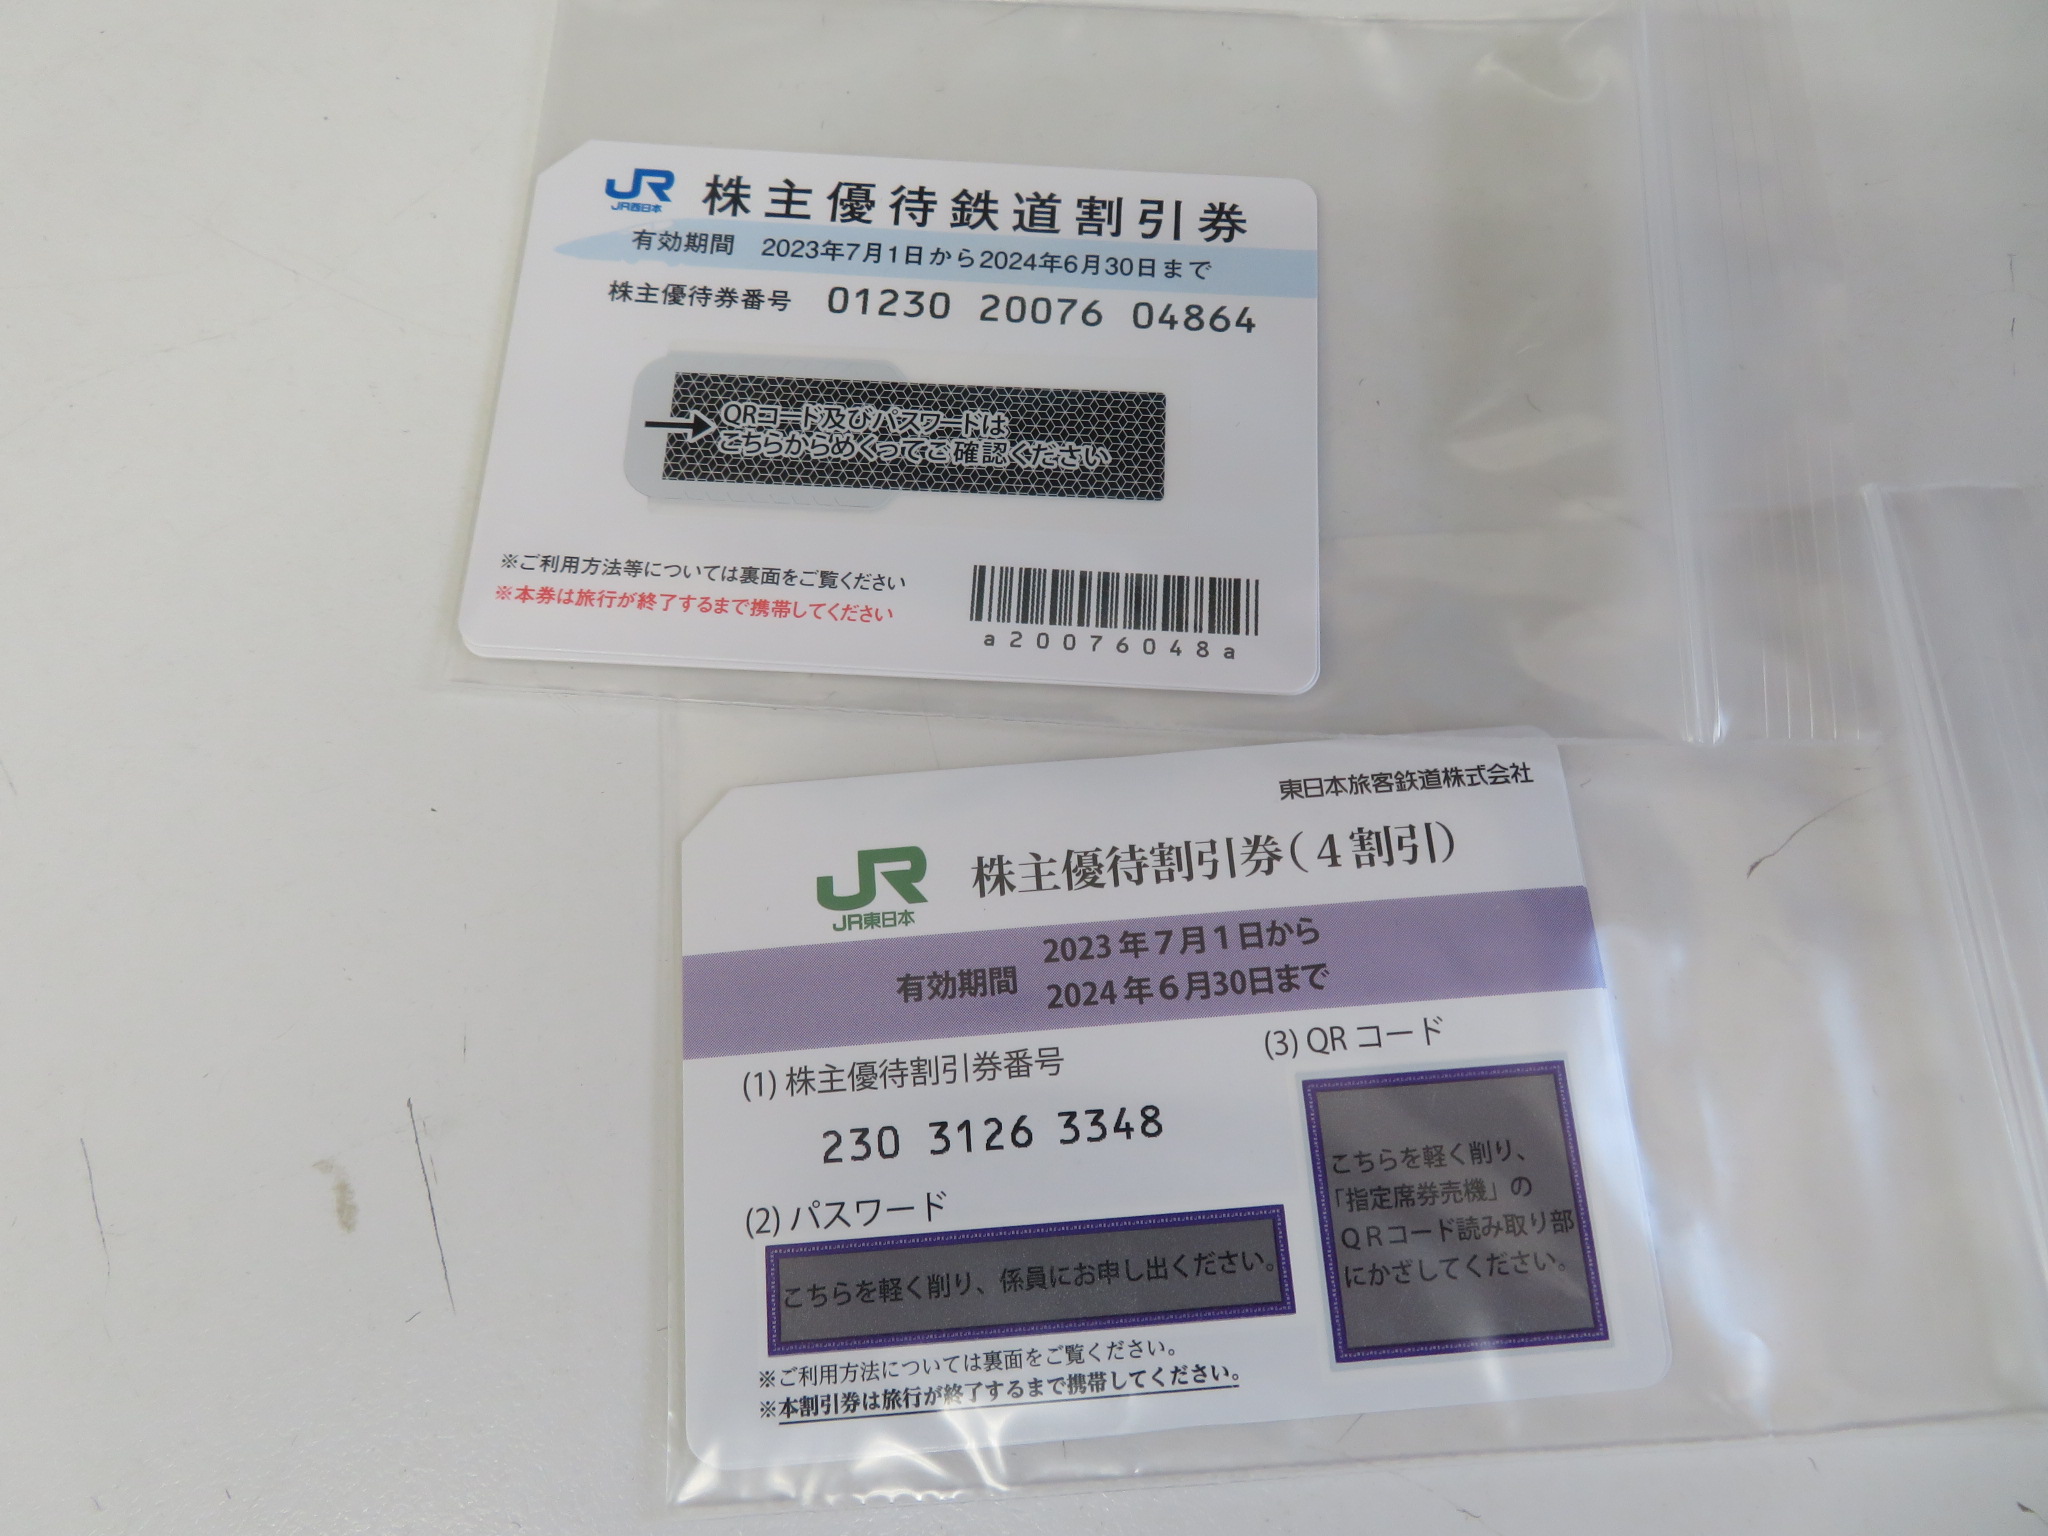 JR
JR西日本
株主優待鉄道割引券
有効期間 2023年7月1日から2024年6月30日まで
株主優待券番号 01230 20076 04864
QRコード及びパスワードは
こちらからめくってご確認ください
※ご利用方法等については裏面をご覧ください
※本券は旅行が終了するまで携帯してください
a20076048a
東日本旅客鉄道株式会社
JR
JR東日本
株主優待割引券(4割引)
有効期間
2023年7月1日から
2024年6月30日まで
(1)株主優待割引券番号
230 3126 3348
(2)パスワード
こちらを軽く削り、係員にお申し出ください。
(3)QRコード
こちらを軽く削り、
「指定席券売機」の
QRコード読み取り部
にかざしてください。
※ご利用方法については裏面をご覧ください。
※本割引券は旅行が終了するまで携帯してください。